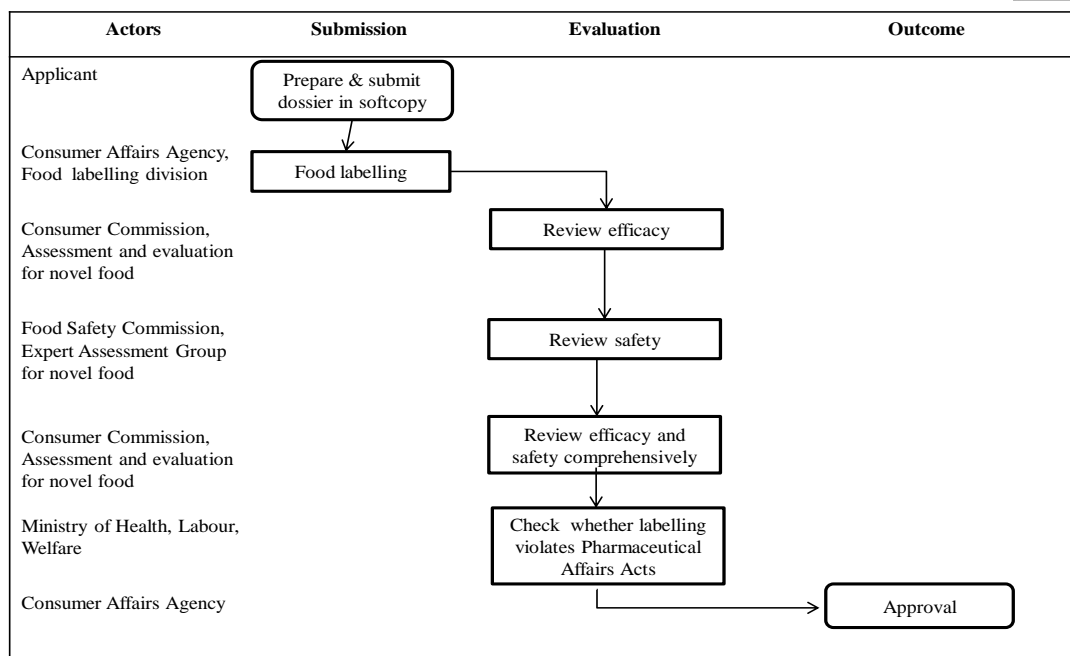 Actors Submission Evaluation Outcome
Applicant
Prepare & submit
dossier in softcopy
Consumer Affairs Agency,
Food labelling division
Food labelling
Consumer Commission,
Assessment and evaluation
for novel food
Review efficacy
Food Safety Commission,
Expert Assessment Group
for novel food
Review safety
Consumer Commission,
Assessment and evaluation
for novel food
Review efficacy and
safety comprehensively
Ministry of Health, Labour,
Welfare
Check whether labelling
violates Pharmaceutical
Affairs Acts
Consumer Affairs Agency
Approval